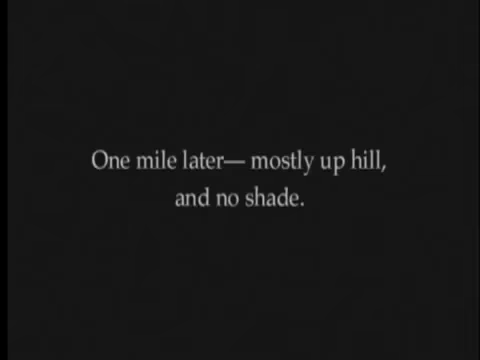 One mile later— mostly up hill,
and no shade.